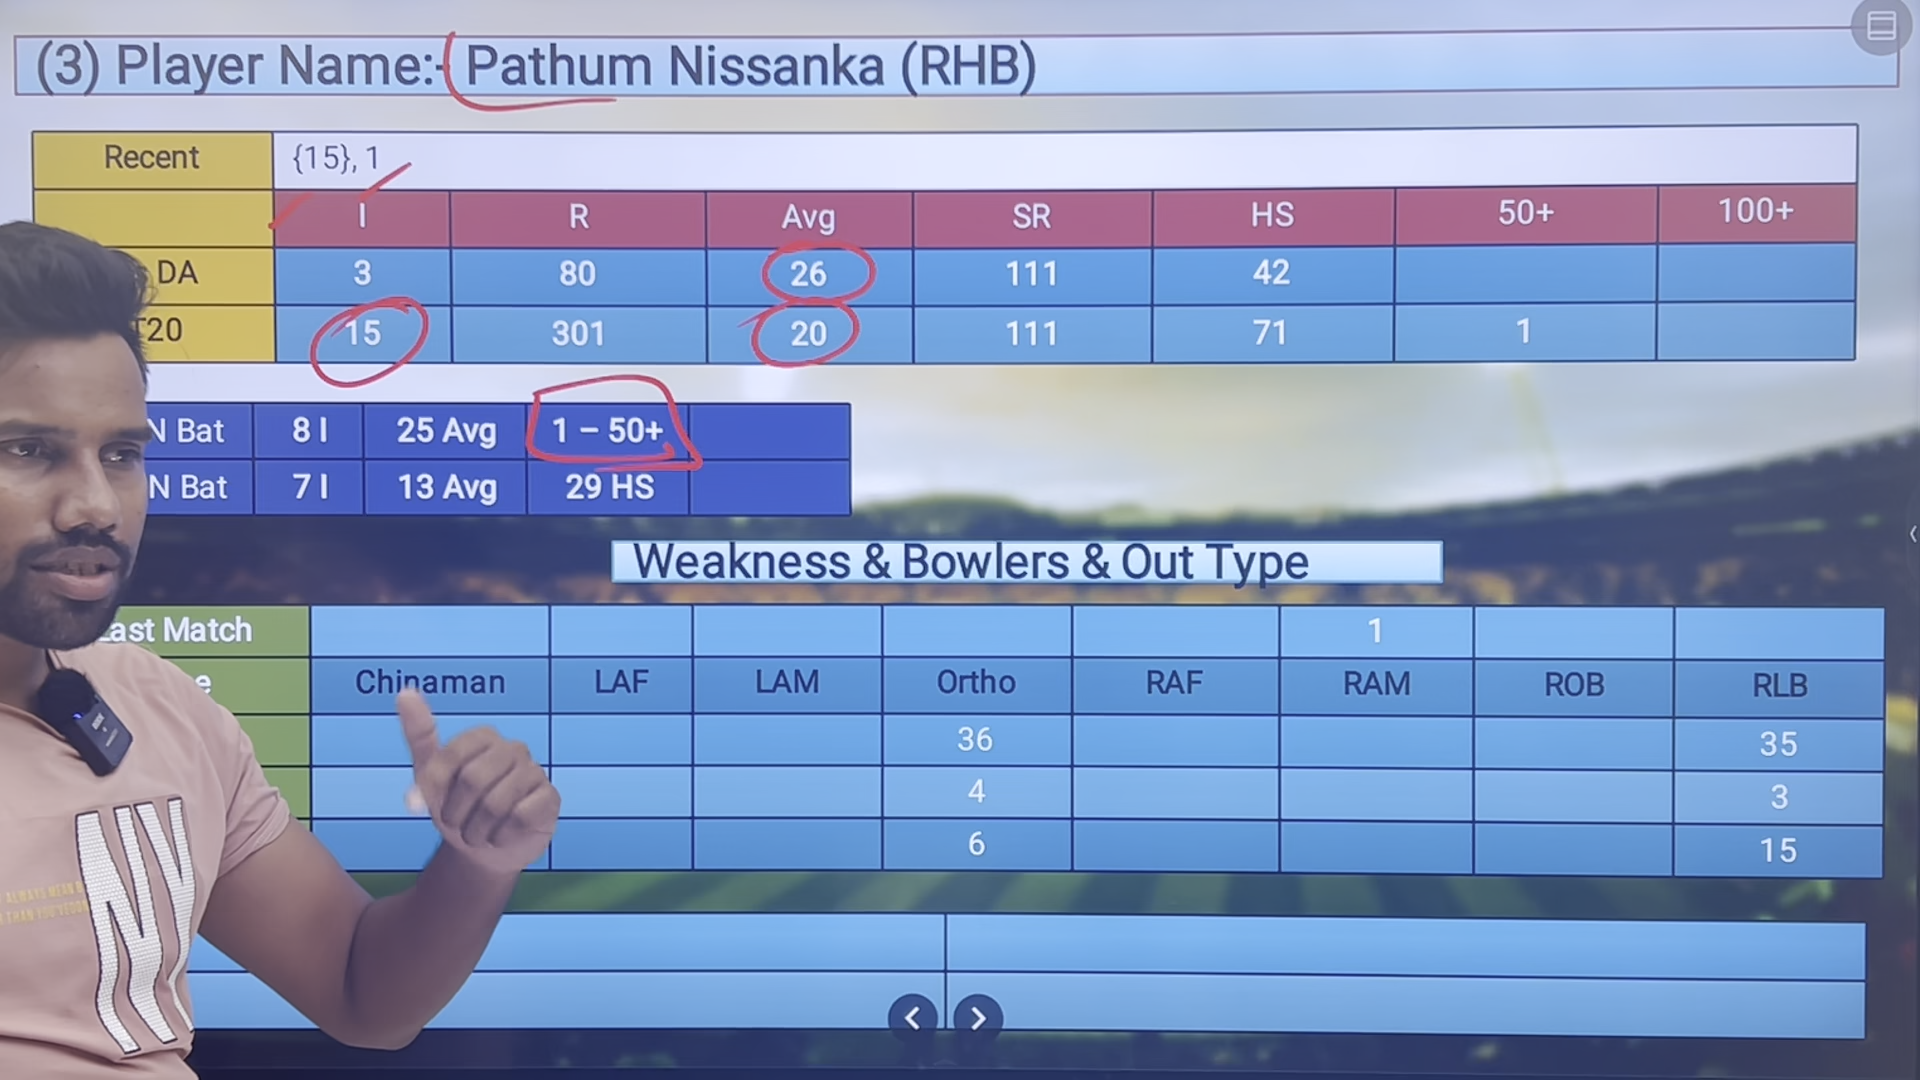 (3) Player Name:- Pathum Nissanka (RHB)
Recent {15}, 1
I R Avg SR HS 50+ 100+
DA 3 80 26 111 42
T20 15 301 20 111 71 1
N Bat 8 I 25 Avg 1 – 50+
N Bat 7 I 13 Avg 29 HS
Weakness & Bowlers & Out Type
Last Match 1
e Chinaman LAF LAM Ortho RAF RAM ROB RLB
36 35
4 3
6 15
NY